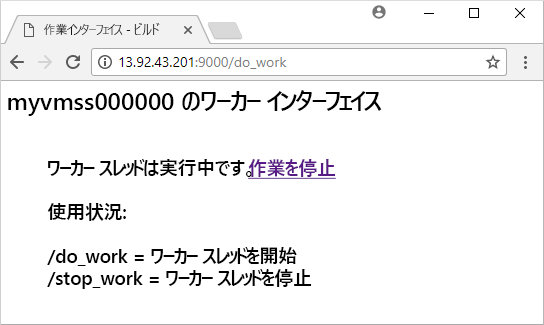 作業インターフェイス - ビルド
13.92.43.201:9000/do_work
myvmss000000 のワーカー インターフェイス
ワーカー スレッドは実行中です。作業を停止
使用状況:
/do_work = ワーカー スレッドを開始
/stop_work = ワーカー スレッドを停止